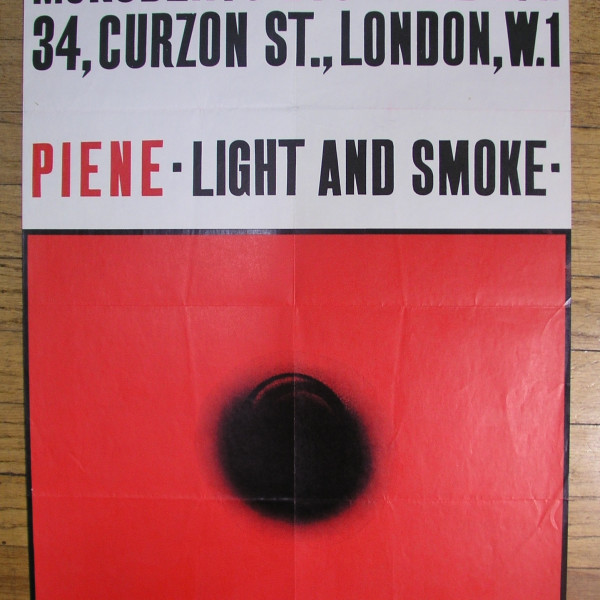 34, CURZON ST., LONDON, W.1
PIENE · LIGHT AND SMOKE ·